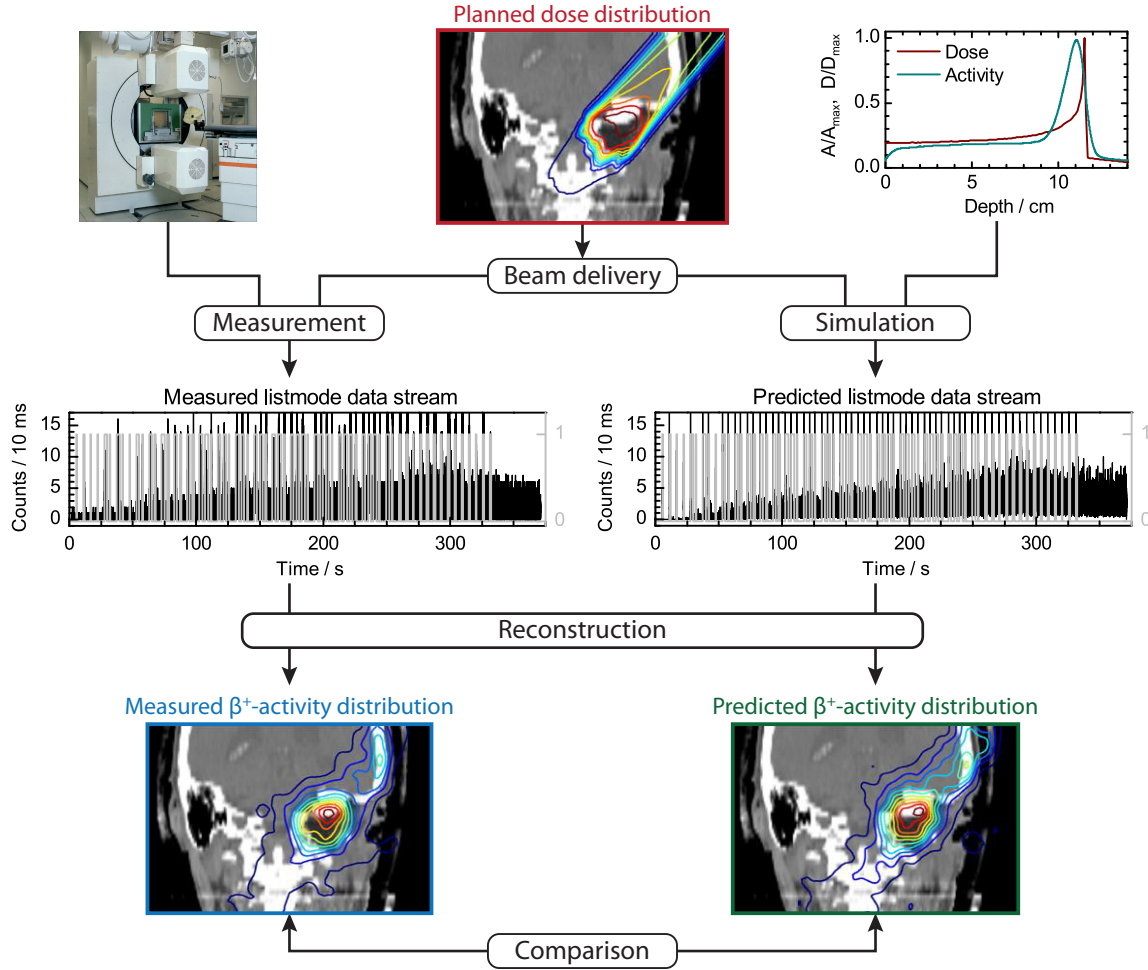 Planned dose distribution
A/Amax, D/Dmax
1.0
0.5
0.0
Dose
Activity
0 5 10
Depth / cm
Beam delivery
Measurement
Simulation
Measured listmode data stream
Counts / 10 ms
15
10
5
0
1
0
0 100 200 300
Time / s
Predicted listmode data stream
Counts / 10 ms
15
10
5
0
1
0
0 100 200 300
Time / s
Reconstruction
Measured β⁺-activity distribution
Predicted β⁺-activity distribution
Comparison